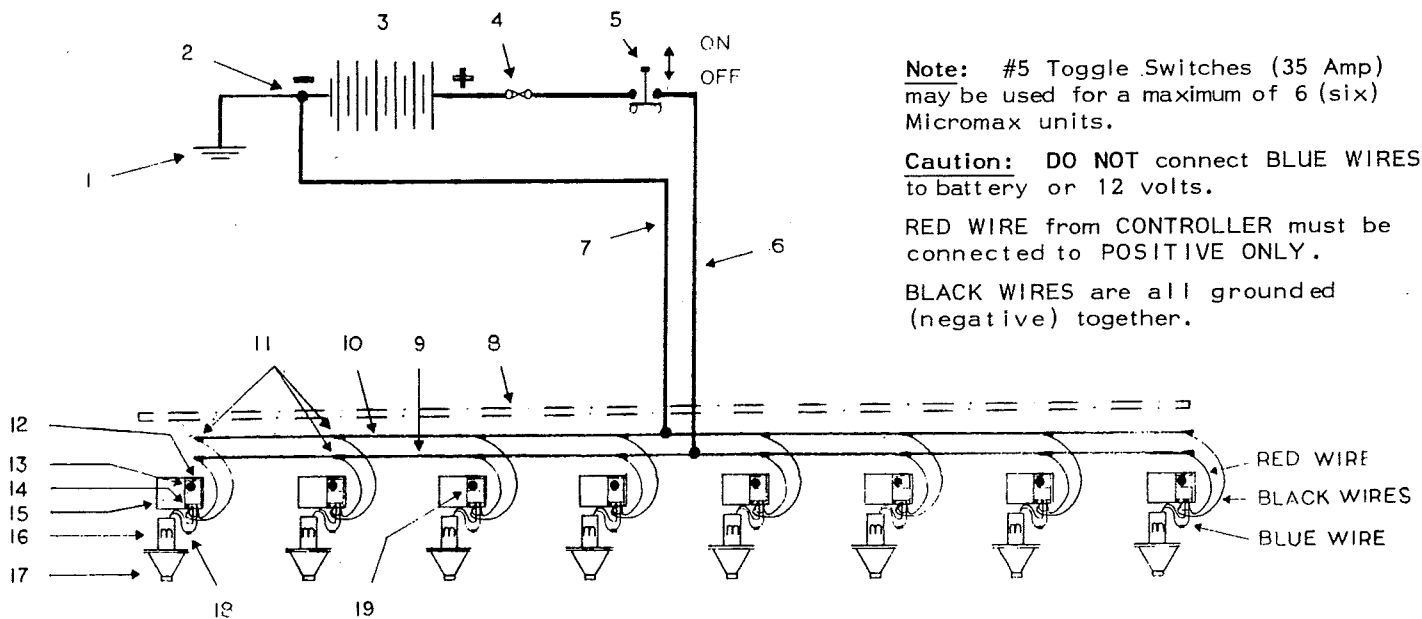 1
2
3
4
5
ON
OFF
Note: #5 Toggle Switches (35 Amp)
may be used for a maximum of 6 (six)
Micromax units.
Caution: DO NOT connect BLUE WIRES
to battery or 12 volts.
RED WIRE from CONTROLLER must be
connected to POSITIVE ONLY.
BLACK WIRES are all grounded
(negative) together.
7
6
11
10
9
8
12
13
14
15
16
17
18
19
RED WIRE
BLACK WIRES
BLUE WIRE
m
m
m
m
m
m
m
m